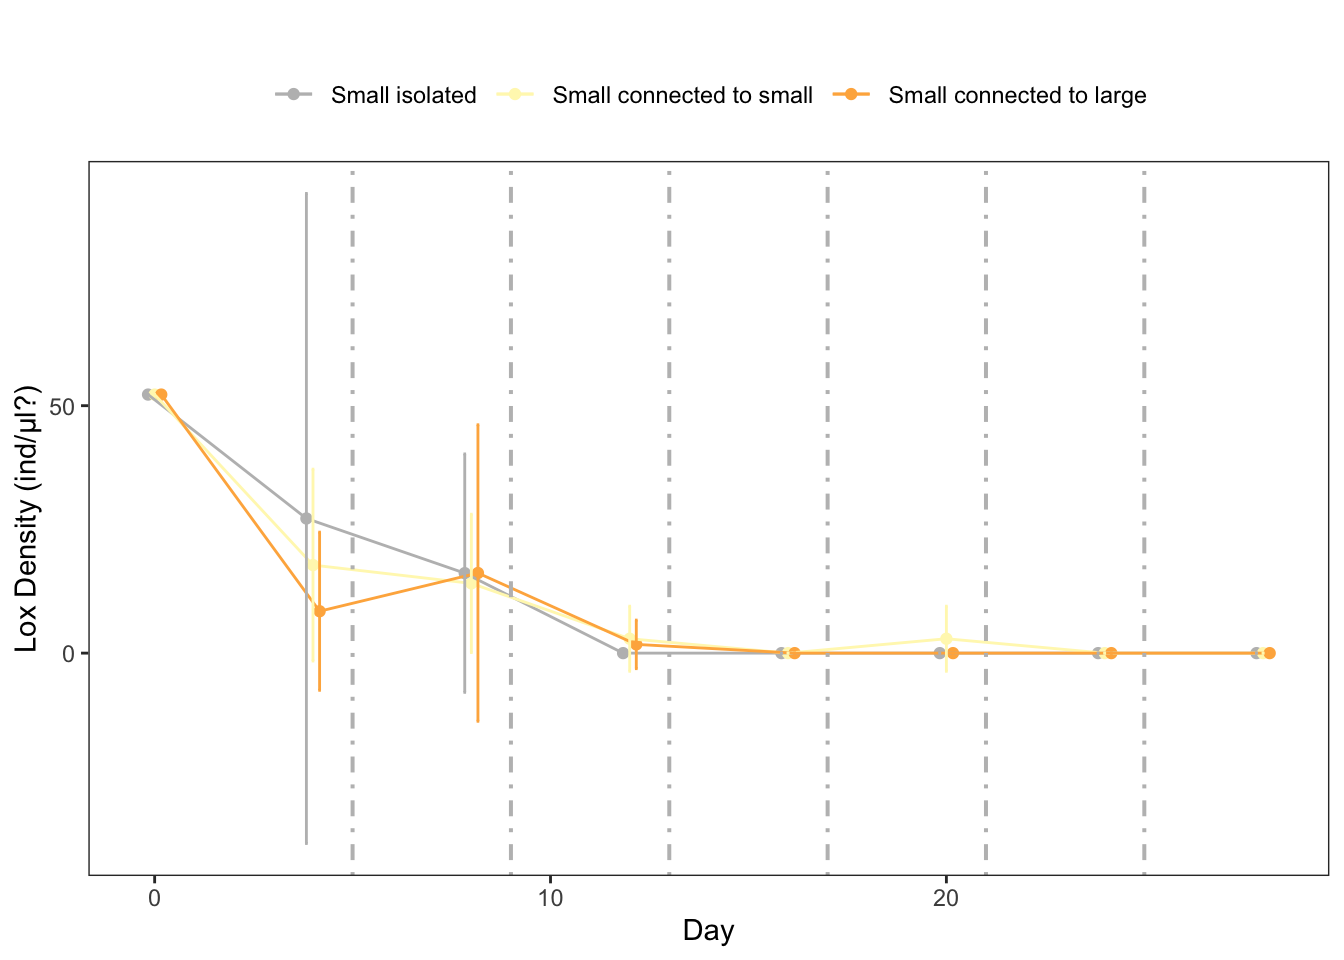 Small isolated Small connected to small Small connected to large
Lox Density (ind/µl?)
50
0
0 10 20
Day